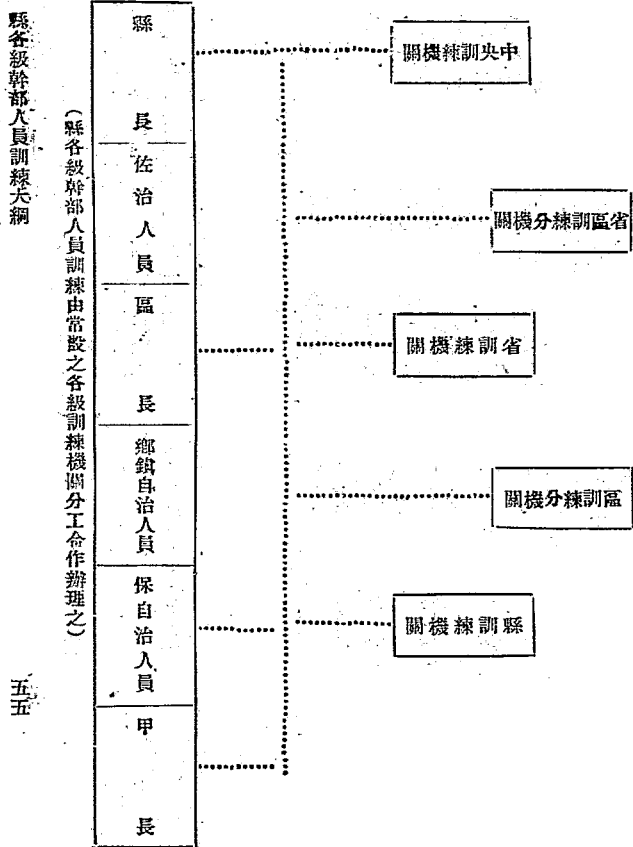 中央訓練機關
省區訓練分機關
省訓練機關
區訓練分機關
縣訓練機關
縣長
佐治人員
區長
鄉鎮自治人員
保自治人員
甲長
（縣各級幹部人員訓練由常設之各級訓練機關分工合作辦理之）
縣各級幹部人員訓練大綱
五五